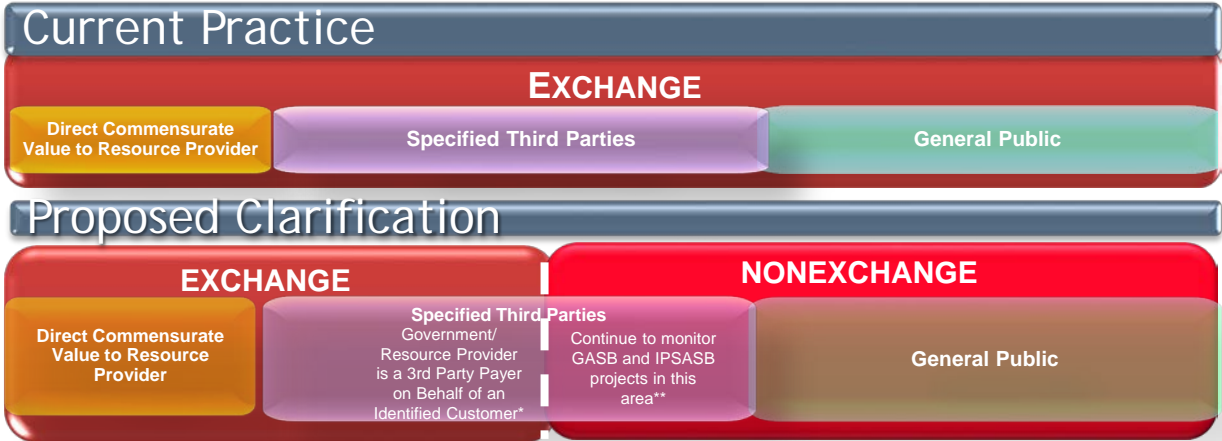 Current Practice
EXCHANGE
Direct Commensurate
Value to Resource Provider
Specified Third Parties
General Public
Proposed Clarification
EXCHANGE
NONEXCHANGE
Direct Commensurate
Value to Resource
Provider
Specified Third Parties
Government/
Resource Provider
is a 3rd Party Payer
on Behalf of an
Identified Customer*
Continue to monitor
GASB and IPSASB
projects in this
area**
General Public